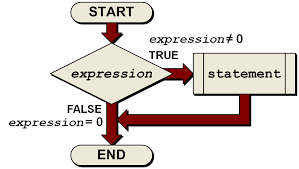 START
expression ≠ 0
TRUE
expression
statement
FALSE
expression = 0
END